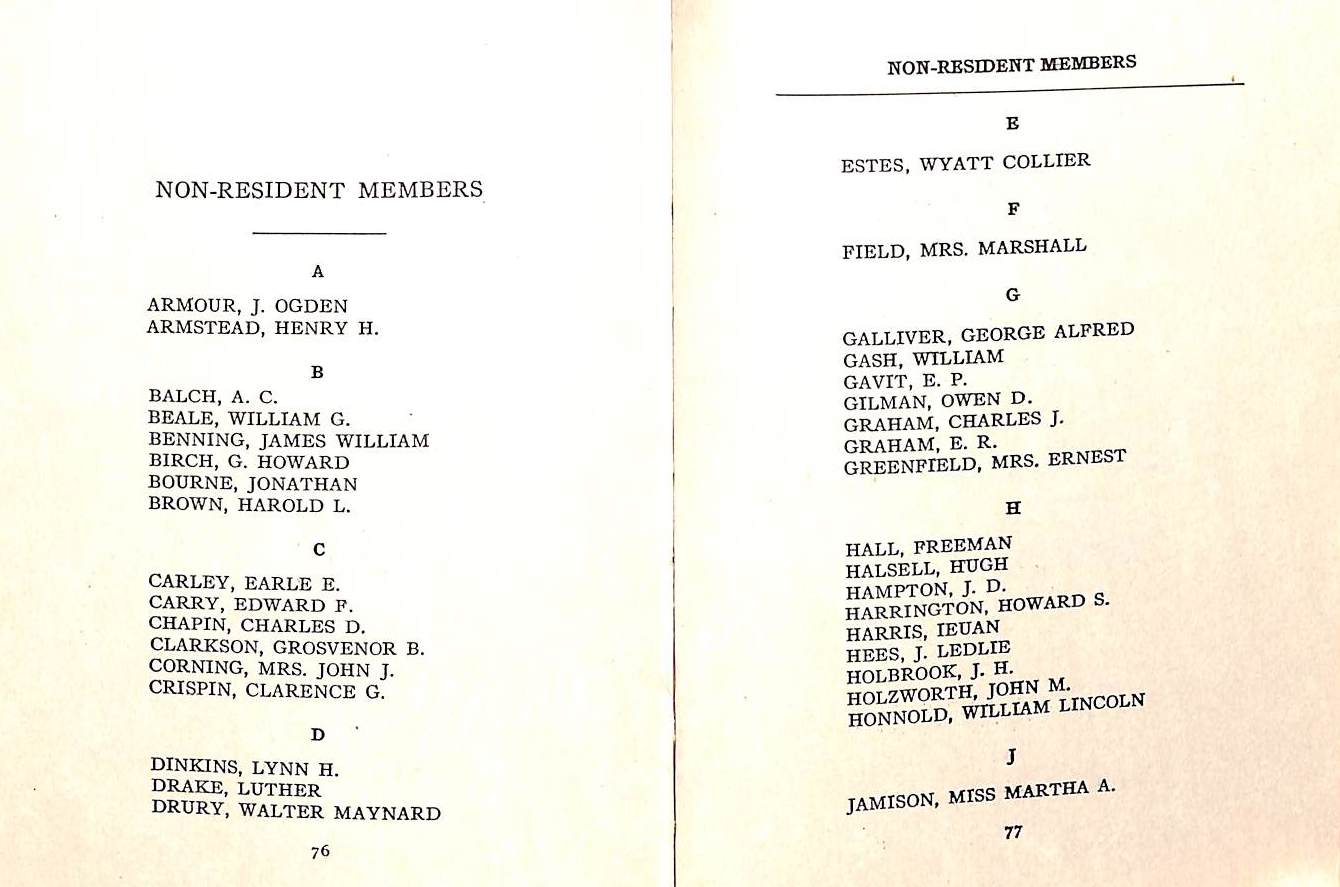 NON-RESIDENT MEMBERS
A
ARMOUR, J. OGDEN
ARMSTEAD, HENRY H.
B
BALCH, A. C.
BEALE, WILLIAM G.
BENNING, JAMES WILLIAM
BIRCH, G. HOWARD
BOURNE, JONATHAN
BROWN, HAROLD L.
C
CARLEY, EARLE E.
CARRY, EDWARD F.
CHAPIN, CHARLES D.
CLARKSON, GROSVENOR B.
CORNING, MRS. JOHN J.
CRISPIN, CLARENCE G.
D
DINKINS, LYNN H.
DRAKE, LUTHER
DRURY, WALTER MAYNARD
76
NON-RESIDENT MEMBERS
E
ESTES, WYATT COLLIER
F
FIELD, MRS. MARSHALL
G
GALLIVER, GEORGE ALFRED
GASH, WILLIAM
GAVIT, E. P.
GILMAN, OWEN D.
GRAHAM, CHARLES J.
GRAHAM, E. R.
GREENFIELD, MRS. ERNEST
H
HALL, FREEMAN
HALSELL, HUGH
HAMPTON, J. D.
HARRINGTON, HOWARD S.
HARRIS, IEUAN
HEES, J. LEDLIE
HOLBROOK, J. H.
HOLZWORTH, JOHN M.
HONNOLD, WILLIAM LINCOLN
J
JAMISON, MISS MARTHA A.
77